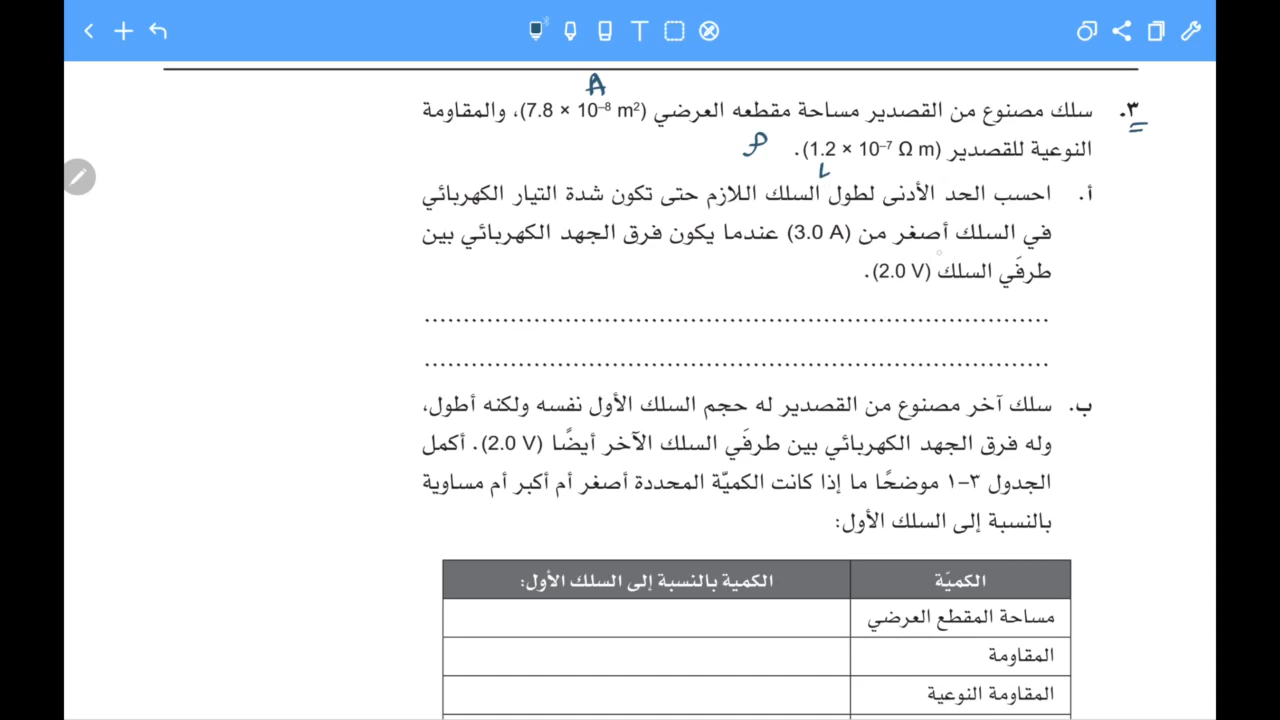 A
٣. سلك مصنوع من القصدير مساحة مقطعه العرضي (7.8 × 10⁻⁸ m²)، والمقاومة
النوعية للقصدير (1.2 × 10⁻⁷ Ω m).
ρ
L
أ. احسب الحد الأدنى لطول السلك اللازم حتى تكون شدة التيار الكهربائي
في السلك أصغر من (3.0 A) عندما يكون فرق الجهد الكهربائي بين
طرفَي السلك (2.0 V).
..............................................................................
..............................................................................
ب. سلك آخر مصنوع من القصدير له حجم السلك الأول نفسه ولكنه أطول،
وله فرق الجهد الكهربائي بين طرفَي السلك الآخر أيضًا (2.0 V). أكمل
الجدول ٣-١ موضحًا ما إذا كانت الكميّة المحددة أصغر أم أكبر أم مساوية
بالنسبة إلى السلك الأول:
الكميّة الكمية بالنسبة إلى السلك الأول:
مساحة المقطع العرضي
المقاومة
المقاومة النوعية